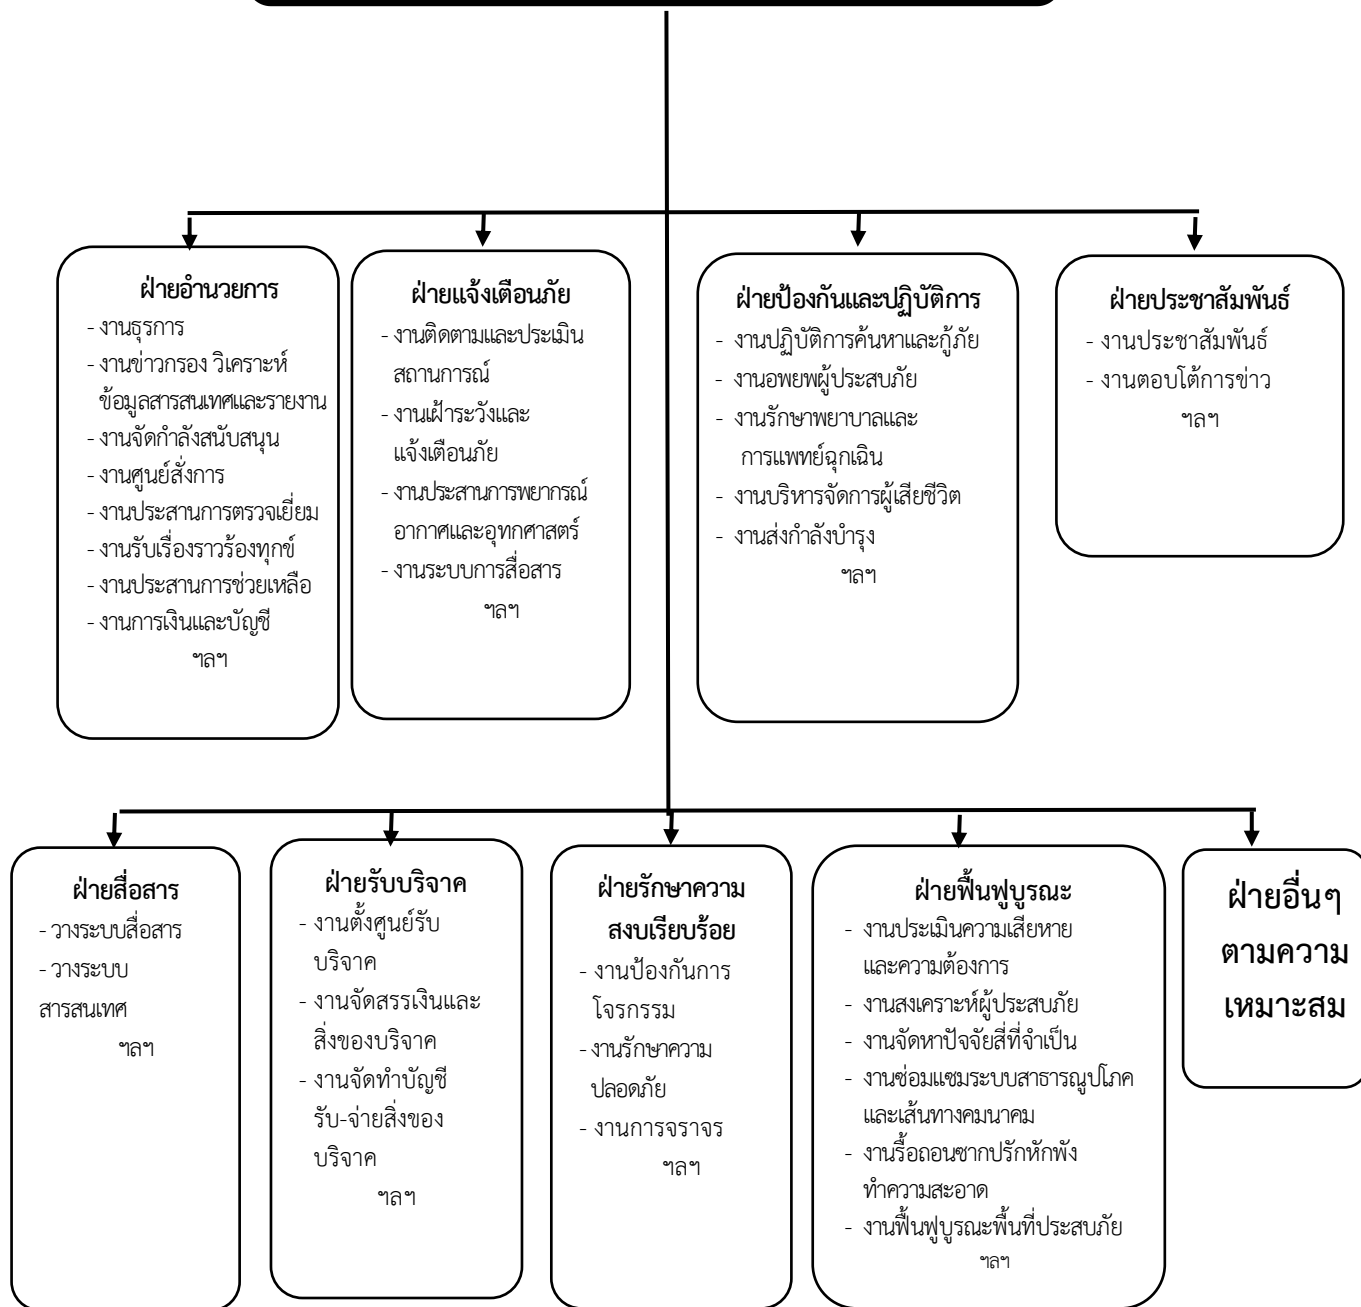 ฝ่ายอำนวยการ
- งานธุรการ
- งานข่าวกรอง วิเคราะห์
ข้อมูลสารสนเทศและรายงาน
- งานจัดกำลังสนับสนุน
- งานศูนย์สั่งการ
- งานประสานการตรวจเยี่ยม
- งานรับเรื่องราวร้องทุกข์
- งานประสานการช่วยเหลือ
- งานการเงินและบัญชี
ฯลฯ
ฝ่ายแจ้งเตือนภัย
- งานติดตามและประเมิน
สถานการณ์
- งานเฝ้าระวังและ
แจ้งเตือนภัย
- งานประสานการพยากรณ์
อากาศและอุทกศาสตร์
- งานระบบการสื่อสาร
ฯลฯ
ฝ่ายป้องกันและปฏิบัติการ
- งานปฏิบัติการค้นหาและกู้ภัย
- งานอพยพผู้ประสบภัย
- งานรักษาพยาบาลและ
การแพทย์ฉุกเฉิน
- งานบริหารจัดการผู้เสียชีวิต
- งานส่งกำลังบำรุง
ฯลฯ
ฝ่ายประชาสัมพันธ์
- งานประชาสัมพันธ์
- งานตอบโต้การข่าว
ฯลฯ
ฝ่ายสื่อสาร
- วางระบบสื่อสาร
- วางระบบ
สารสนเทศ
ฯลฯ
ฝ่ายรับบริจาค
- งานตั้งศูนย์รับ
บริจาค
- งานจัดสรรเงินและ
สิ่งของบริจาค
- งานจัดทำบัญชี
รับ-จ่ายสิ่งของ
บริจาค
ฯลฯ
ฝ่ายรักษาความ
สงบเรียบร้อย
- งานป้องกันการ
โจรกรรม
- งานรักษาความ
ปลอดภัย
- งานการจราจร
ฯลฯ
ฝ่ายฟื้นฟูบูรณะ
- งานประเมินความเสียหาย
และความต้องการ
- งานสงเคราะห์ผู้ประสบภัย
- งานจัดหาปัจจัยสี่ที่จำเป็น
- งานซ่อมแซมระบบสาธารณูปโภค
และเส้นทางคมนาคม
- งานรื้อถอนซากปรักหักพัง
ทำความสะอาด
- งานฟื้นฟูบูรณะพื้นที่ประสบภัย
ฯลฯ
ฝ่ายอื่นๆ
ตามความ
เหมาะสม